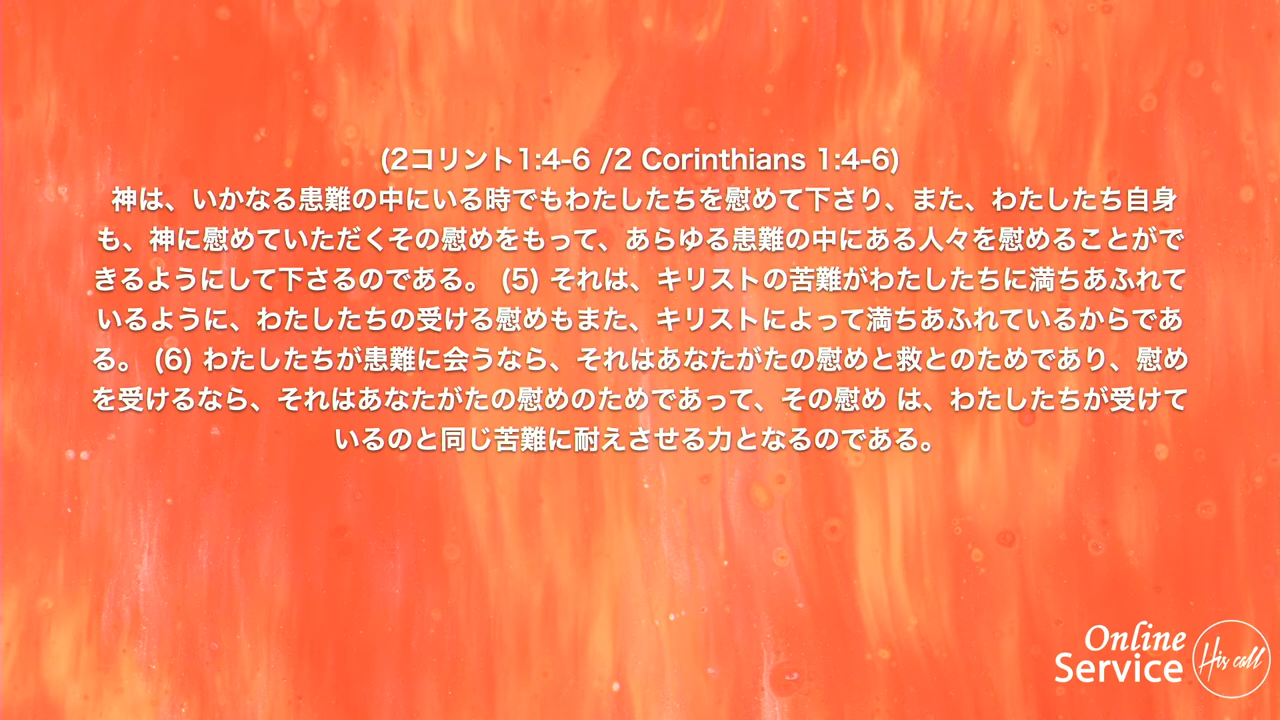 (2コリント1:4-6 /2 Corinthians 1:4-6)
神は、いかなる患難の中にいる時でもわたしたちを慰めて下さり、また、わたしたち自身
も、神に慰めていただくその慰めをもって、あらゆる患難の中にある人々を慰めることがで
きるようにして下さるのである。 (5) それは、キリストの苦難がわたしたちに満ちあふれて
いるように、わたしたちの受ける慰めもまた、キリストによって満ちあふれているからであ
る。 (6) わたしたちが患難に会うなら、それはあなたがたの慰めと救とのためであり、慰め
を受けるなら、それはあなたがたの慰めのためであって、その慰め は、わたしたちが受けて
いるのと同じ苦難に耐えさせる力となるのである。
Online
Service
His call